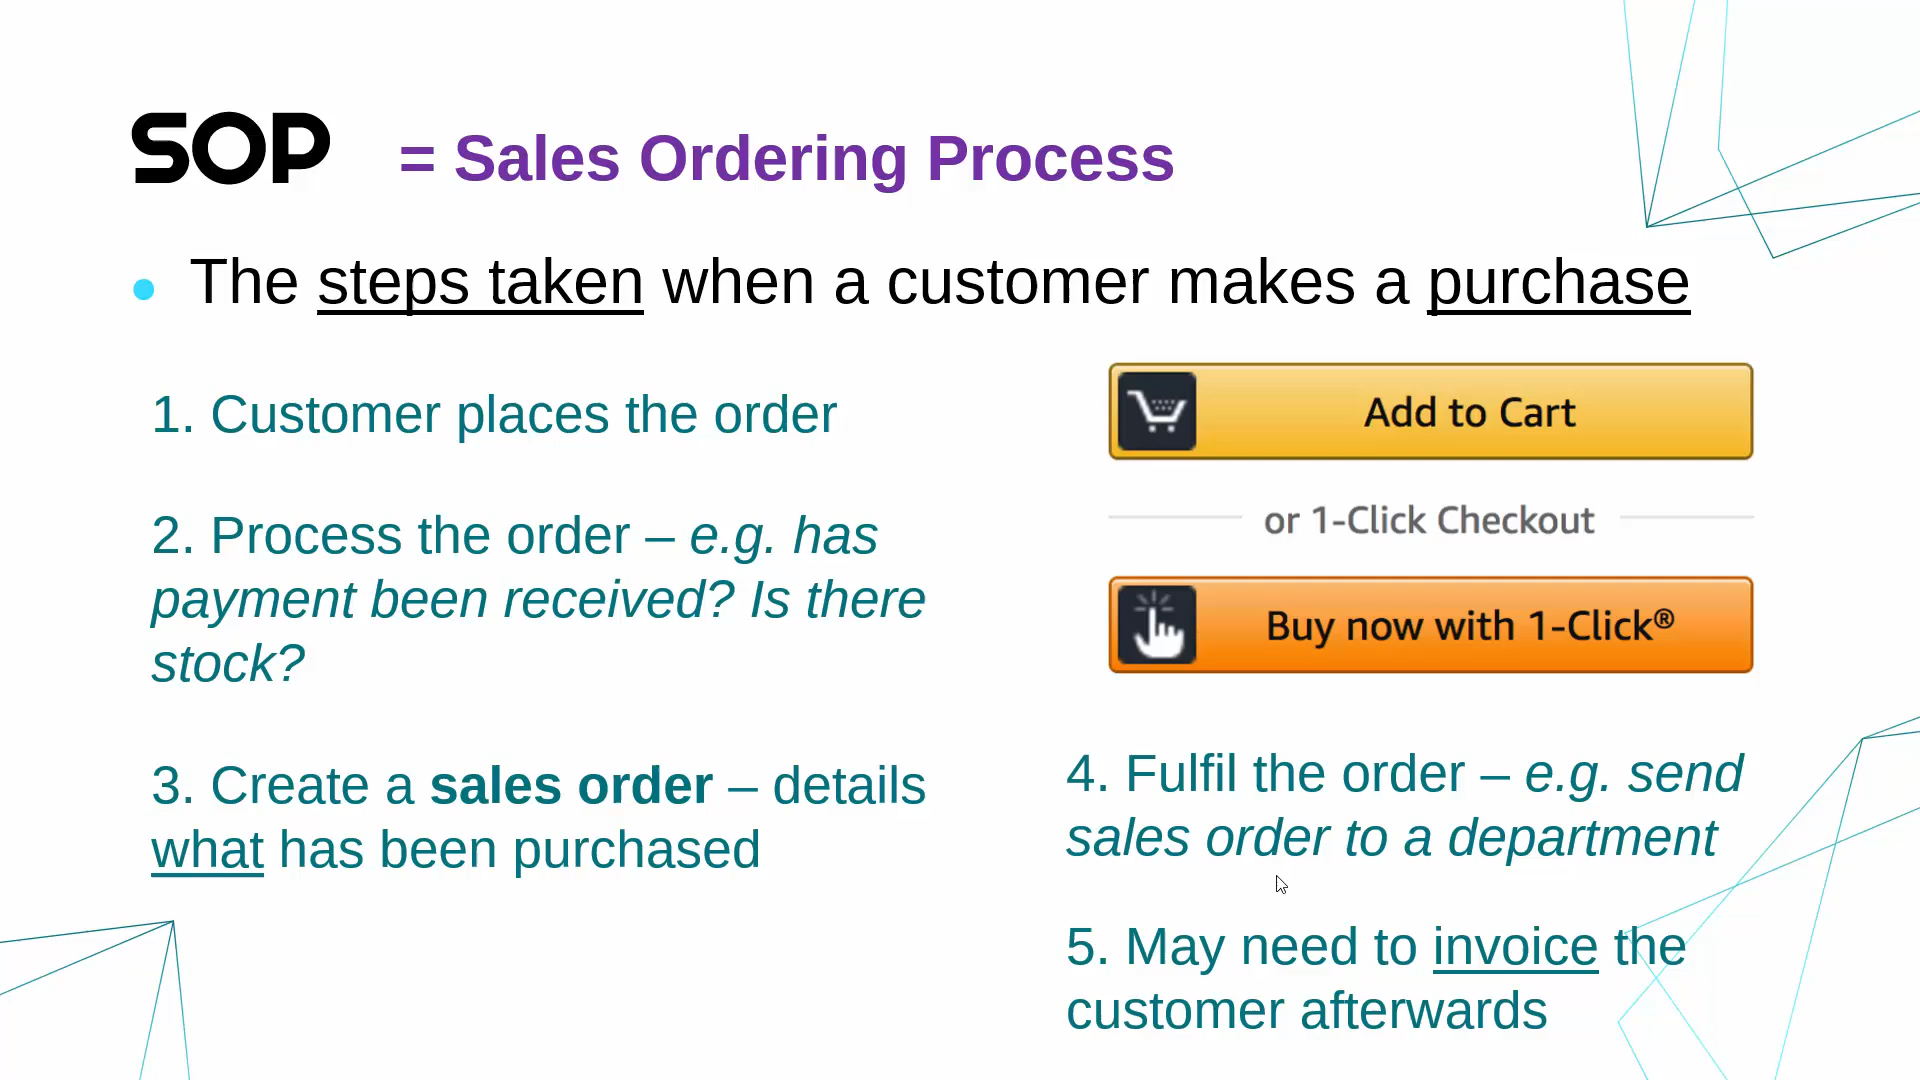 SOP = Sales Ordering Process
• The steps taken when a customer makes a purchase
1. Customer places the order
2. Process the order – e.g. has
payment been received? Is there
stock?
3. Create a sales order – details
what has been purchased
Add to Cart
or 1-Click Checkout
Buy now with 1-Click®
4. Fulfil the order – e.g. send
sales order to a department
5. May need to invoice the
customer afterwards